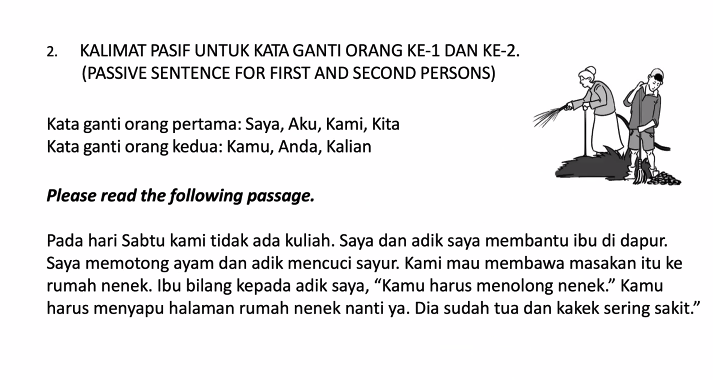 2. KALIMAT PASIF UNTUK KATA GANTI ORANG KE-1 DAN KE-2.
(PASSIVE SENTENCE FOR FIRST AND SECOND PERSONS)
Kata ganti orang pertama: Saya, Aku, Kami, Kita
Kata ganti orang kedua: Kamu, Anda, Kalian
Please read the following passage.
Pada hari Sabtu kami tidak ada kuliah. Saya dan adik saya membantu ibu di dapur.
Saya memotong ayam dan adik mencuci sayur. Kami mau membawa masakan itu ke
rumah nenek. Ibu bilang kepada adik saya, “Kamu harus menolong nenek.” Kamu
harus menyapu halaman rumah nenek nanti ya. Dia sudah tua dan kakek sering sakit.”